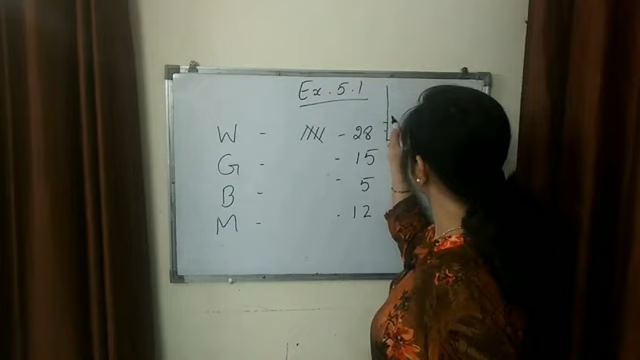 Ex. 5.1
W - 𝍸 - 28
G - - 15
B - - 5
M - - 12